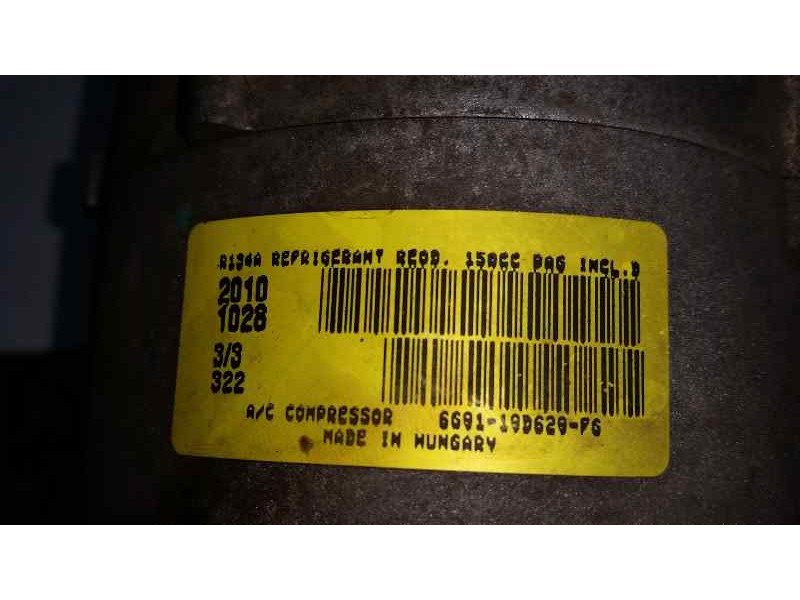 R134A REFRIGERANT REQD. 150CC PAG INCL.D
2010
1028
3/3
322
A/C COMPRESSOR 6G91-19D629-FG
MADE IN HUNGARY